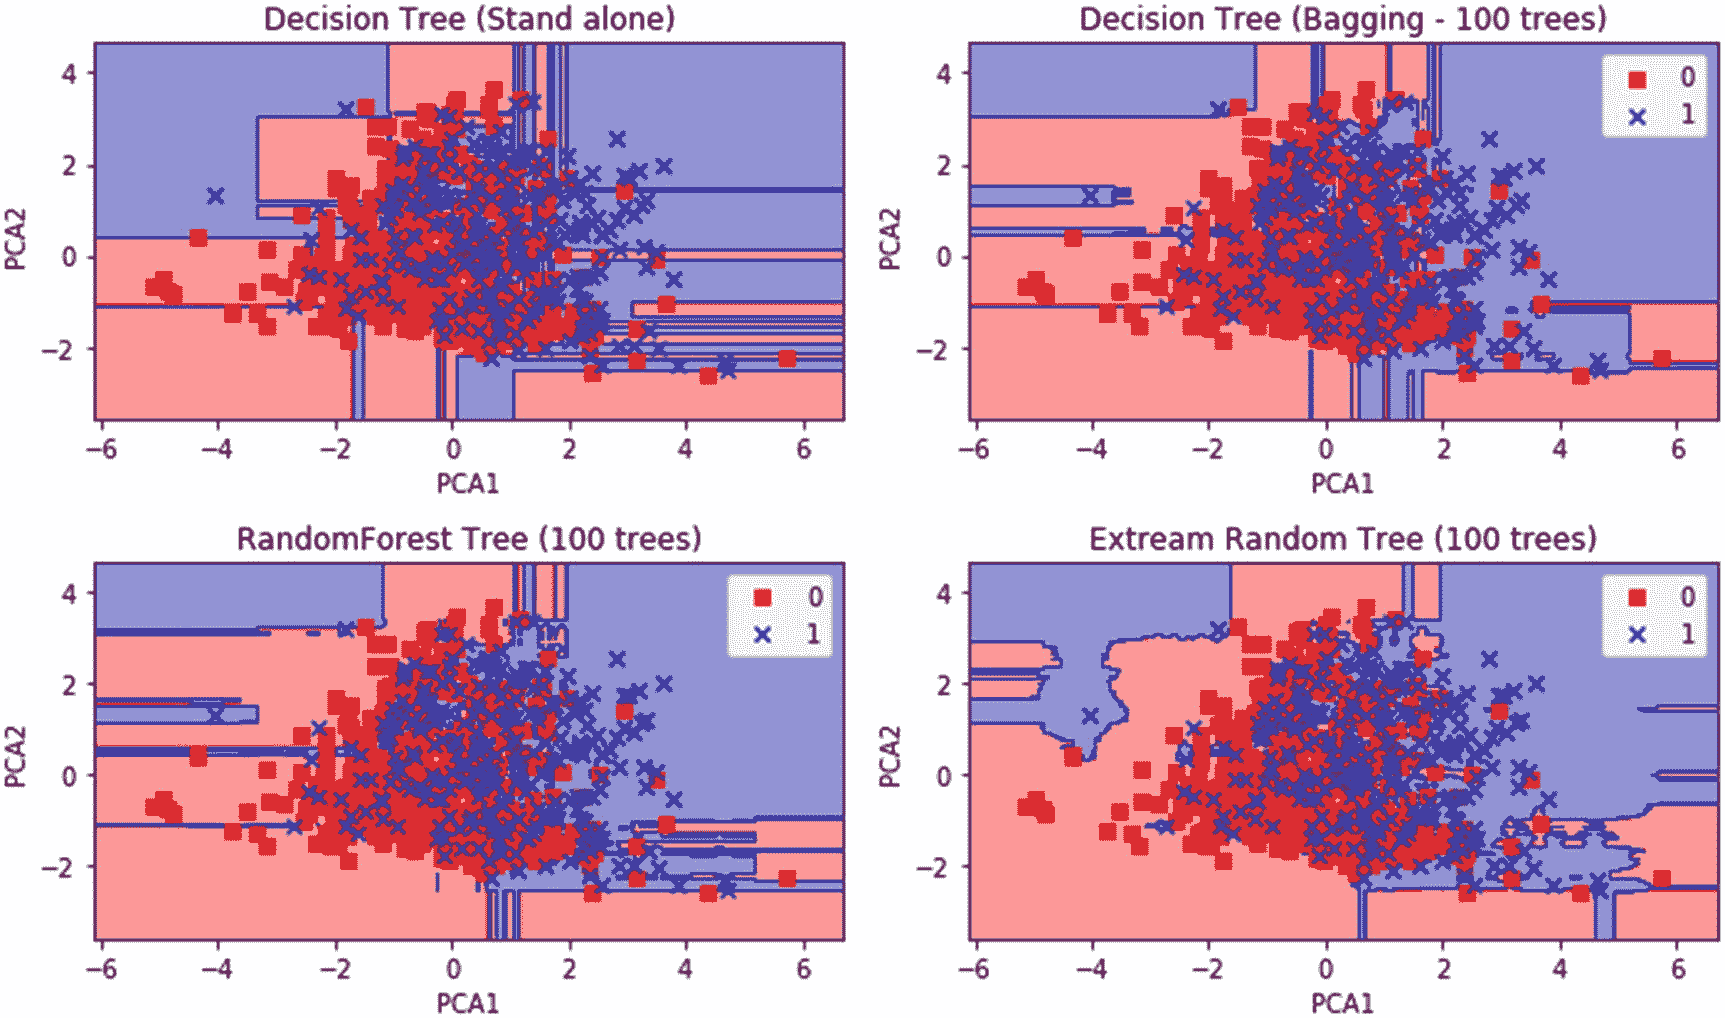 Decision Tree (Stand alone)
Decision Tree (Bagging - 100 trees)
4
2
0
−2
PCA2
−6 −4 −2 0 2 4 6
PCA1
4
2
0
−2
PCA2
0
1
−6 −4 −2 0 2 4 6
PCA1
RandomForest Tree (100 trees)
Extream Random Tree (100 trees)
4
2
0
−2
PCA2
0
1
−6 −4 −2 0 2 4 6
PCA1
4
2
0
−2
PCA2
0
1
−6 −4 −2 0 2 4 6
PCA1